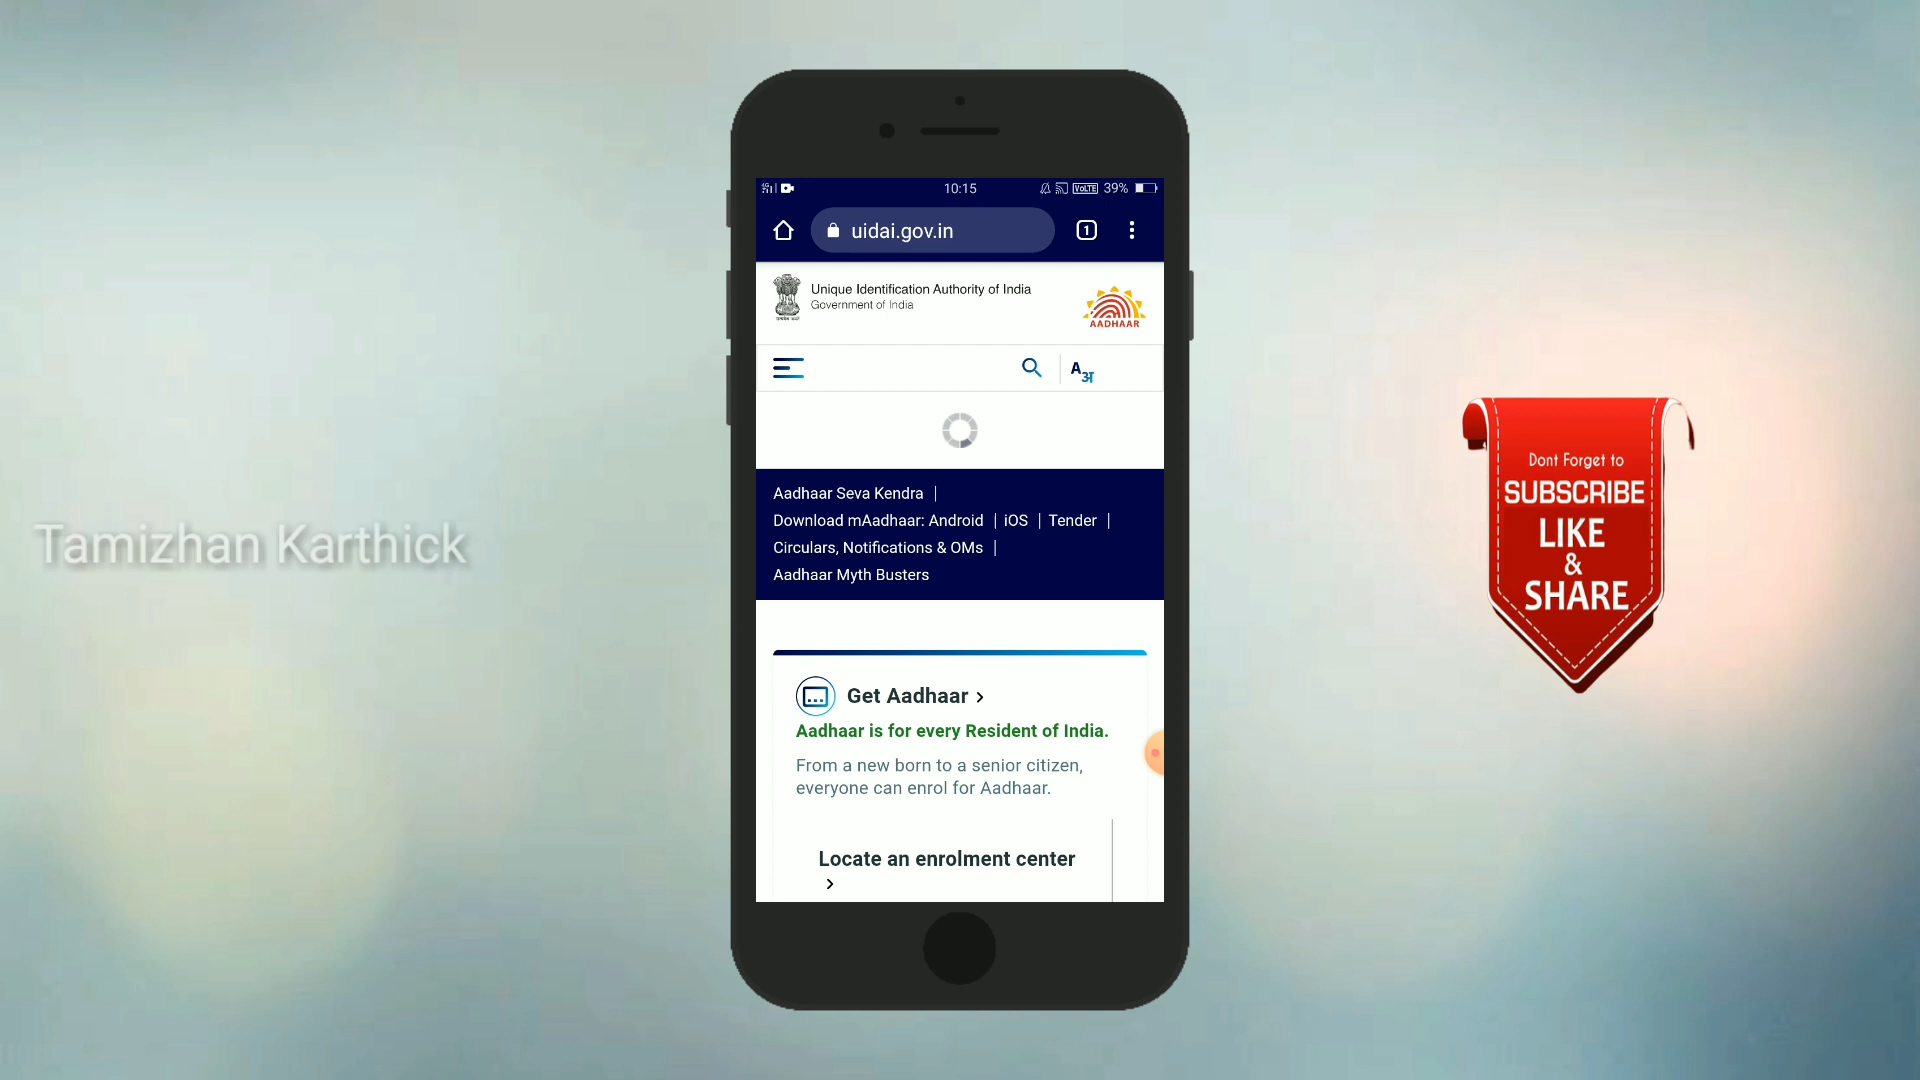 10:15
VoLTE 39%
uidai.gov.in
1
Unique Identification Authority of India
Government of India
AADHAAR
A
अ
Aadhaar Seva Kendra |
Download mAadhaar: Android | iOS | Tender |
Circulars, Notifications & OMs |
Aadhaar Myth Busters
Get Aadhaar >
Aadhaar is for every Resident of India.
From a new born to a senior citizen,
everyone can enrol for Aadhaar.
Locate an enrolment center
>
Tamizhan Karthick
Dont Forget to
SUBSCRIBE
LIKE
&
SHARE